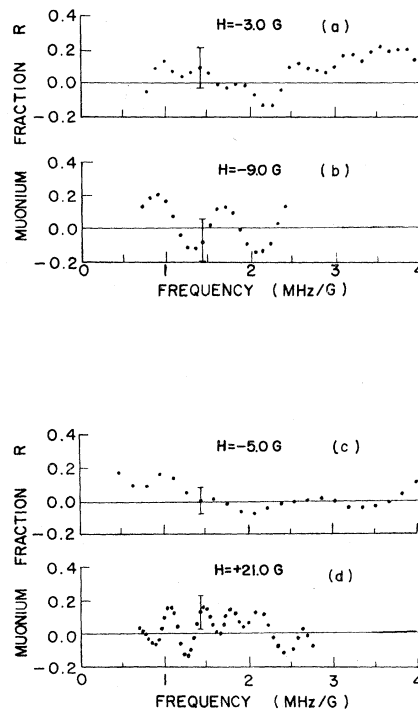 MUONIUM FRACTION R
H=-3.0 G (a)
0.4
0.2
0.0
-0.2
H=-9.0 G (b)
0.4
0.2
0.0
-0.2
0 1 2 3 4
FREQUENCY (MHz/G)
MUONIUM FRACTION R
H=-5.0 G (c)
0.4
0.2
0.0
-0.2
H=+21.0 G (d)
0.4
0.2
0.0
-0.2
0 1 2 3 4
FREQUENCY (MHz/G)